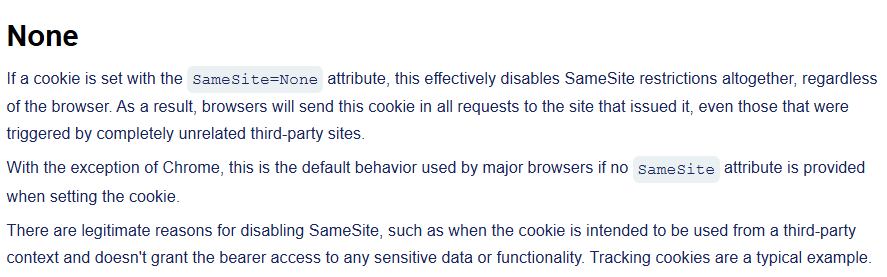 None
If a cookie is set with the SameSite=None attribute, this effectively disables SameSite restrictions altogether, regardless
of the browser. As a result, browsers will send this cookie in all requests to the site that issued it, even those that were
triggered by completely unrelated third-party sites.
With the exception of Chrome, this is the default behavior used by major browsers if no SameSite attribute is provided
when setting the cookie.
There are legitimate reasons for disabling SameSite, such as when the cookie is intended to be used from a third-party
context and doesn't grant the bearer access to any sensitive data or functionality. Tracking cookies are a typical example.